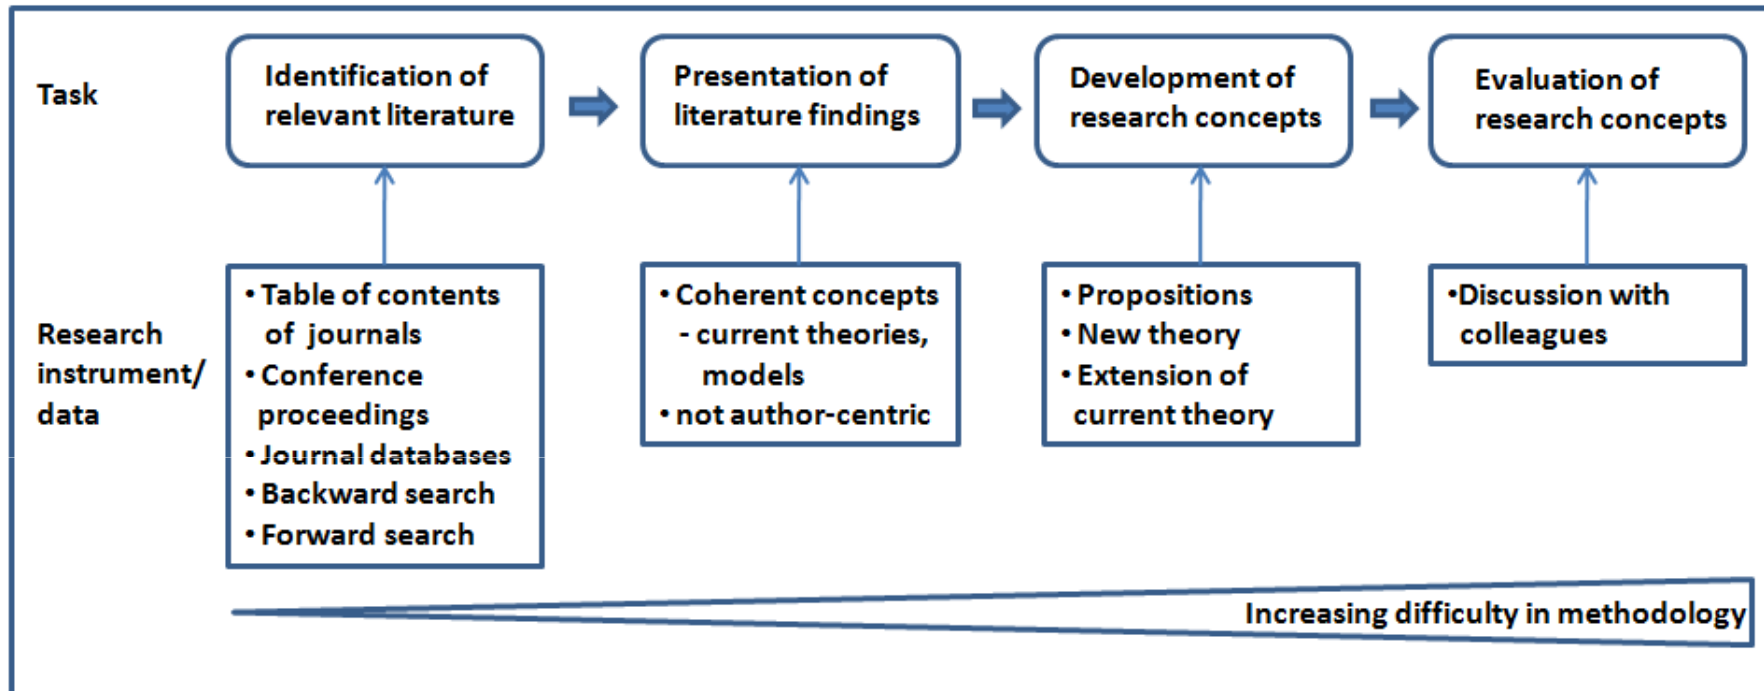 Task
Identification of
relevant literature
Presentation of
literature findings
Development of
research concepts
Evaluation of
research concepts
Research
instrument/
data
• Table of contents
of journals
• Conference
proceedings
• Journal databases
• Backward search
• Forward search
• Coherent concepts
- current theories,
models
• not author-centric
• Propositions
• New theory
• Extension of
current theory
•Discussion with
colleagues
Increasing difficulty in methodology